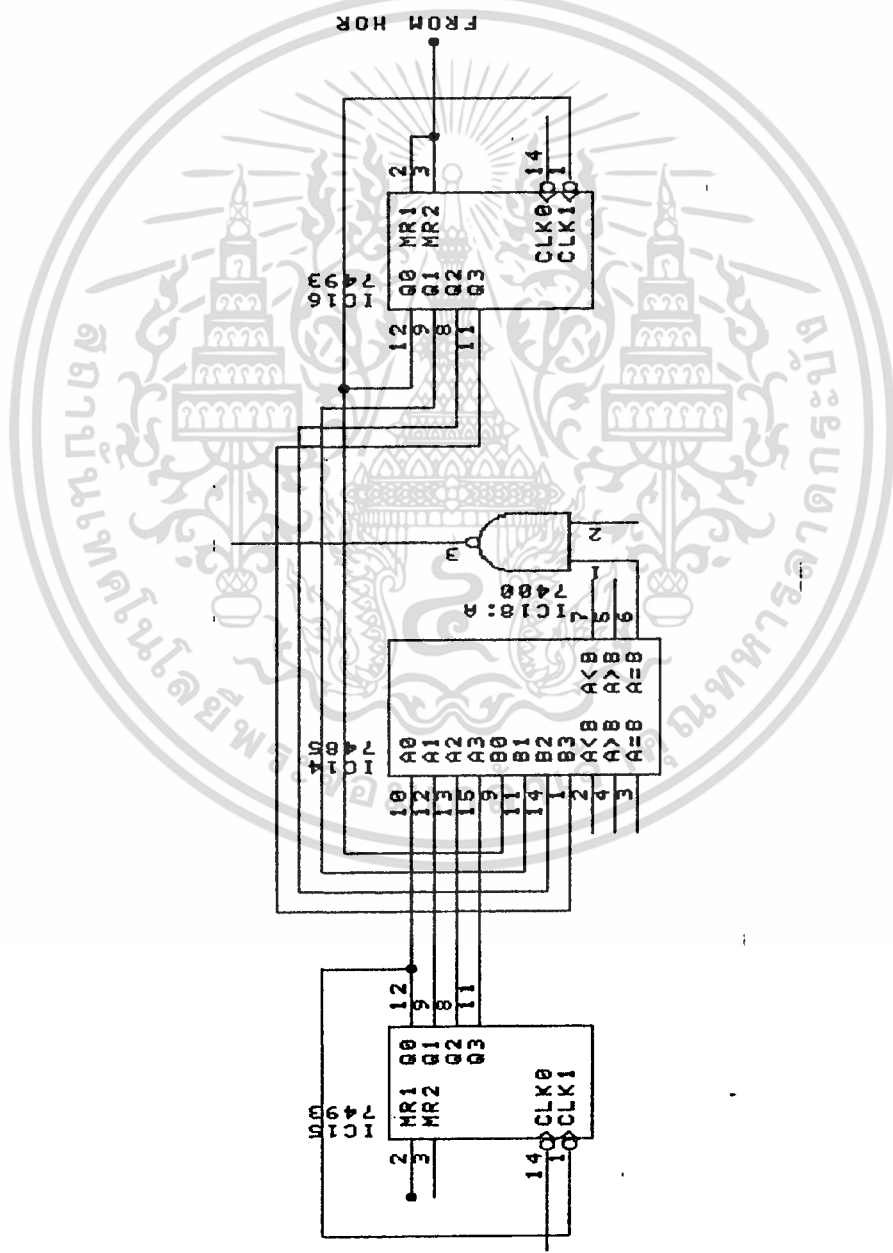 FROM HOR
2 MR1
3 MR2
12 Q0
9 Q1
8 Q2
11 Q3
14 CLK0
1 CLK1
IC16
7493
3
1
2
IC18:A
7400
IC14
7485
10 A0
12 A1
13 A2
15 A3
9 B0
11 B1
14 B2
1 B3
2 A<B
4 A>B
3 A=B
A<B 7
A>B 5
A=B 6
12 Q0
9 Q1
8 Q2
11 Q3
2 MR1
3 MR2
14 CLK0
1 CLK1
7493